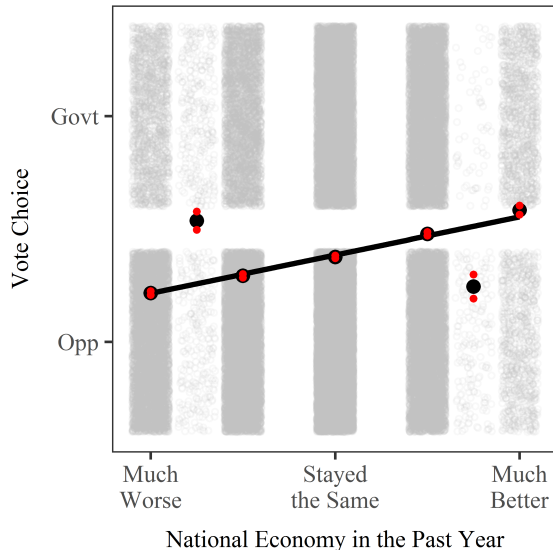 Govt
Opp
Vote Choice
Much
Worse
Stayed
the Same
Much
Better
National Economy in the Past Year